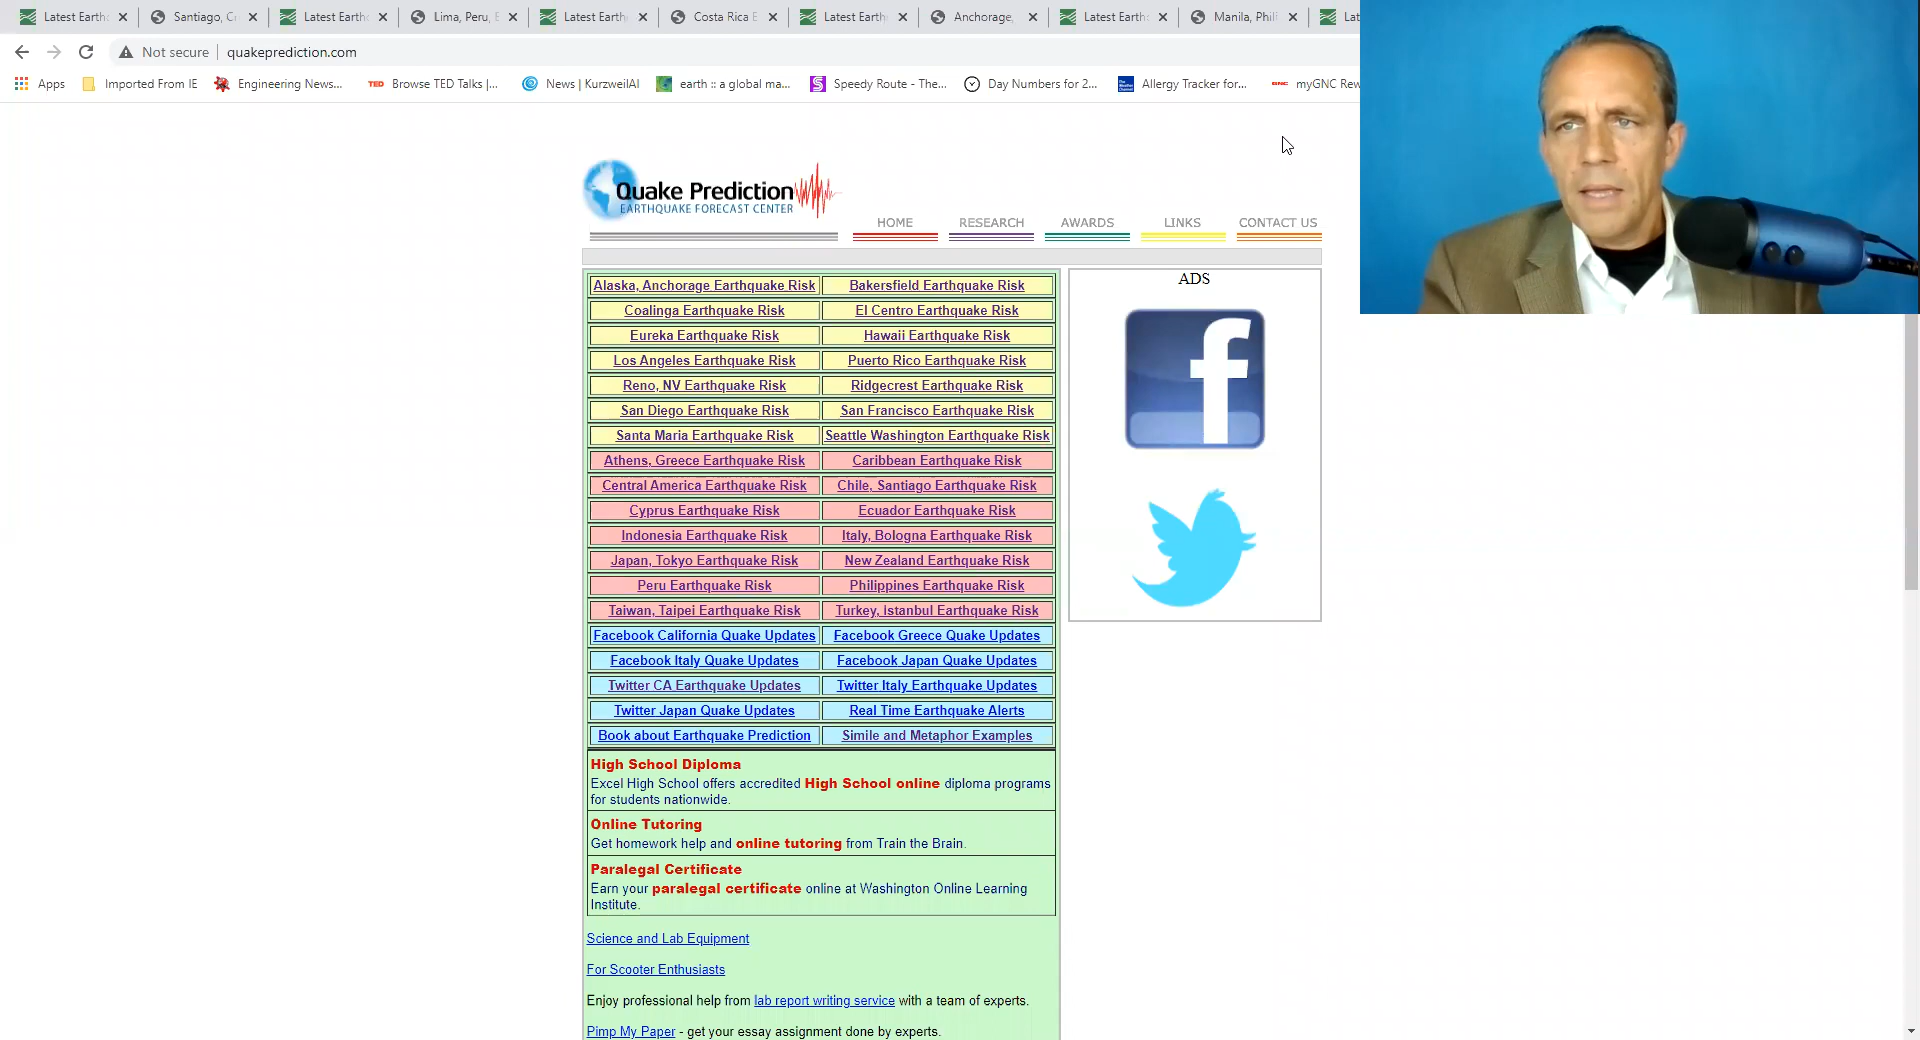 Latest Earth
Santiago, C
Latest Earth
Lima, Peru, E
Latest Earth
Costa Rica E
Latest Earth
Anchorage,
Latest Earth
Manila, Phili
Lat
Not secure
quakeprediction.com
Apps
Imported From IE
Engineering News...
TED
Browse TED Talks |...
News | KurzweilAI
earth :: a global ma...
Speedy Route - The...
Day Numbers for 2...
Allergy Tracker for...
GNC
myGNC Rew
Quake Prediction
EARTHQUAKE FORECAST CENTER
HOME
RESEARCH
AWARDS
LINKS
CONTACT US
Alaska, Anchorage Earthquake Risk
Bakersfield Earthquake Risk
Coalinga Earthquake Risk
El Centro Earthquake Risk
Eureka Earthquake Risk
Hawaii Earthquake Risk
Los Angeles Earthquake Risk
Puerto Rico Earthquake Risk
Reno, NV Earthquake Risk
Ridgecrest Earthquake Risk
San Diego Earthquake Risk
San Francisco Earthquake Risk
Santa Maria Earthquake Risk
Seattle Washington Earthquake Risk
Athens, Greece Earthquake Risk
Caribbean Earthquake Risk
Central America Earthquake Risk
Chile, Santiago Earthquake Risk
Cyprus Earthquake Risk
Ecuador Earthquake Risk
Indonesia Earthquake Risk
Italy, Bologna Earthquake Risk
Japan, Tokyo Earthquake Risk
New Zealand Earthquake Risk
Peru Earthquake Risk
Philippines Earthquake Risk
Taiwan, Taipei Earthquake Risk
Turkey, Istanbul Earthquake Risk
Facebook California Quake Updates
Facebook Greece Quake Updates
Facebook Italy Quake Updates
Facebook Japan Quake Updates
Twitter CA Earthquake Updates
Twitter Italy Earthquake Updates
Twitter Japan Quake Updates
Real Time Earthquake Alerts
Book about Earthquake Prediction
Simile and Metaphor Examples
High School Diploma
Excel High School offers accredited High School online diploma programs
for students nationwide.
Online Tutoring
Get homework help and online tutoring from Train the Brain.
Paralegal Certificate
Earn your paralegal certificate online at Washington Online Learning
Institute.
Science and Lab Equipment
For Scooter Enthusiasts
Enjoy professional help from lab report writing service with a team of experts.
Pimp My Paper - get your essay assignment done by experts.
ADS
f